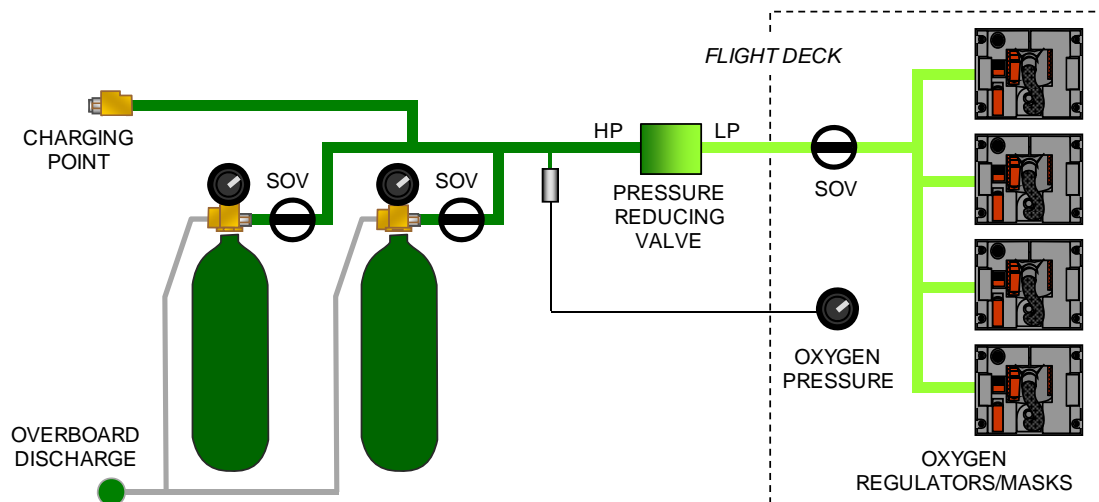 FLIGHT DECK
CHARGING
POINT
HP
LP
SOV
SOV
PRESSURE
REDUCING
VALVE
SOV
OXYGEN
PRESSURE
OVERBOARD
DISCHARGE
OXYGEN
REGULATORS/MASKS